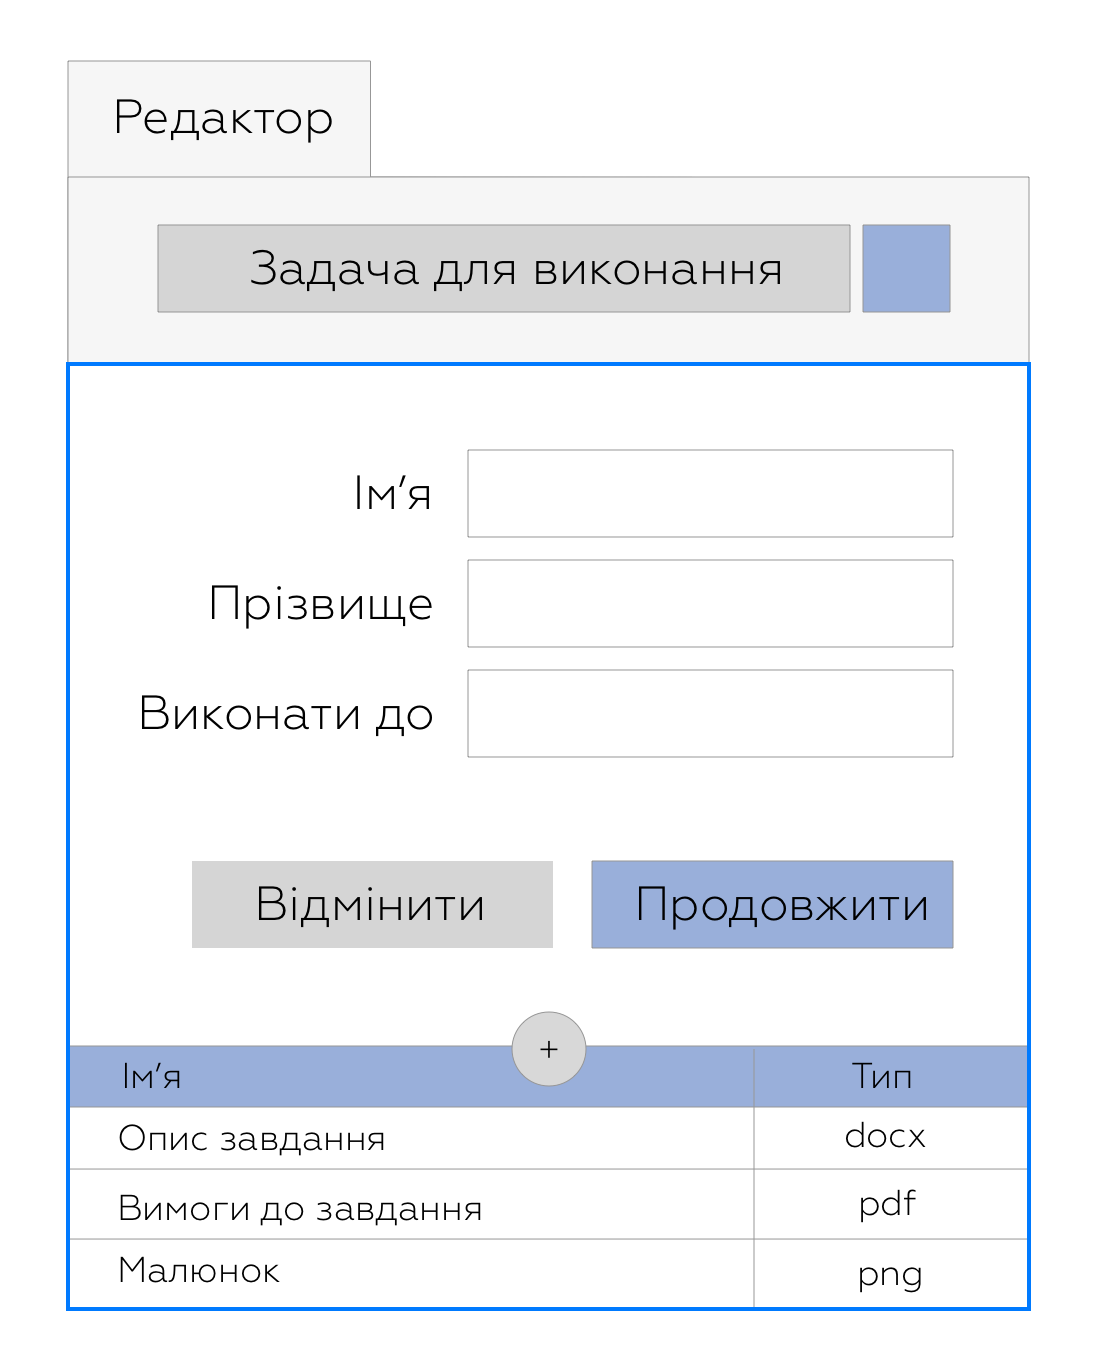 Редактор
Задача для виконання
Ім’я
Прізвище
Виконати до
Відмінити Продовжити
+
Ім’я Тип
Опис завдання docx
Вимоги до завдання pdf
Малюнок png